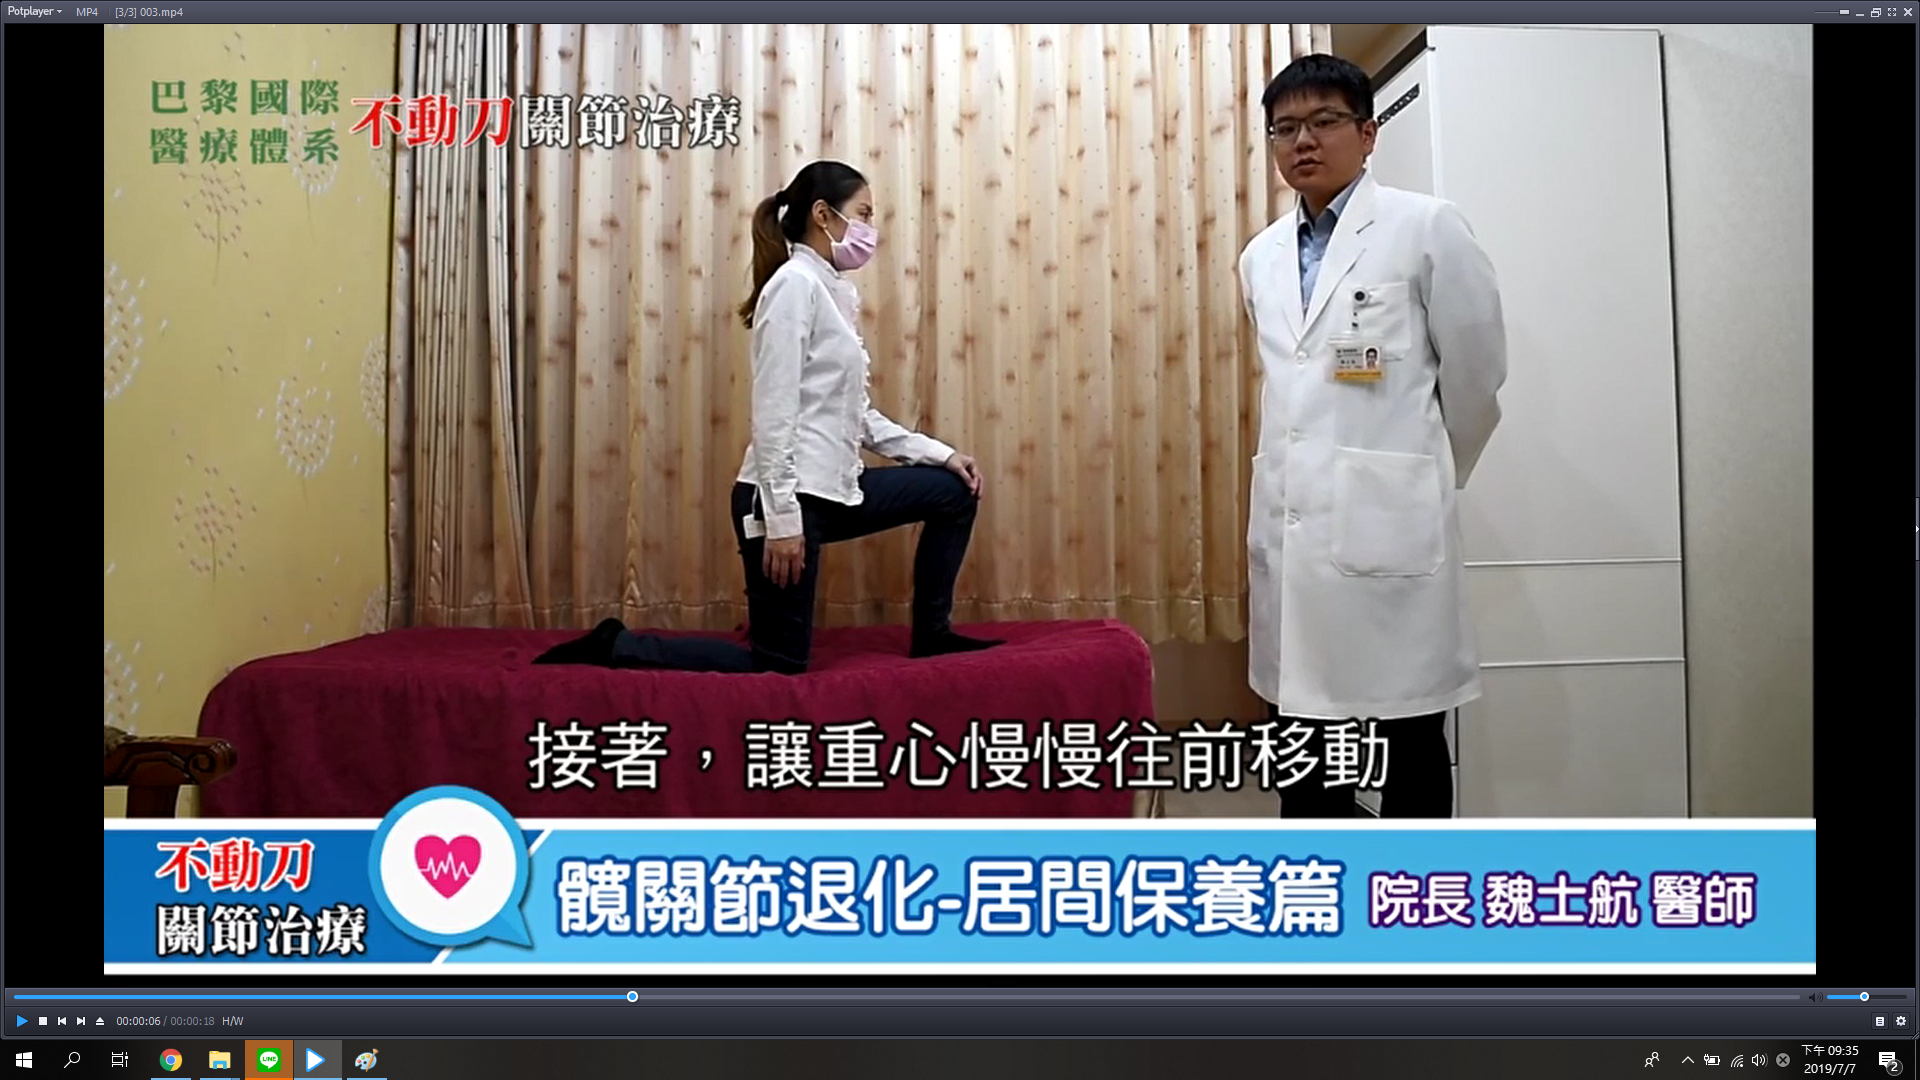 Potplayer
MP4
[3/3] 003.mp4
巴黎國際
醫療體系
不動刀關節治療
接著，讓重心慢慢往前移動
不動刀
關節治療
髖關節退化-居間保養篇
院長 魏士航 醫師
00:00:06 / 00:00:18
H/W
LINE
下午 09:35
2019/7/7
2